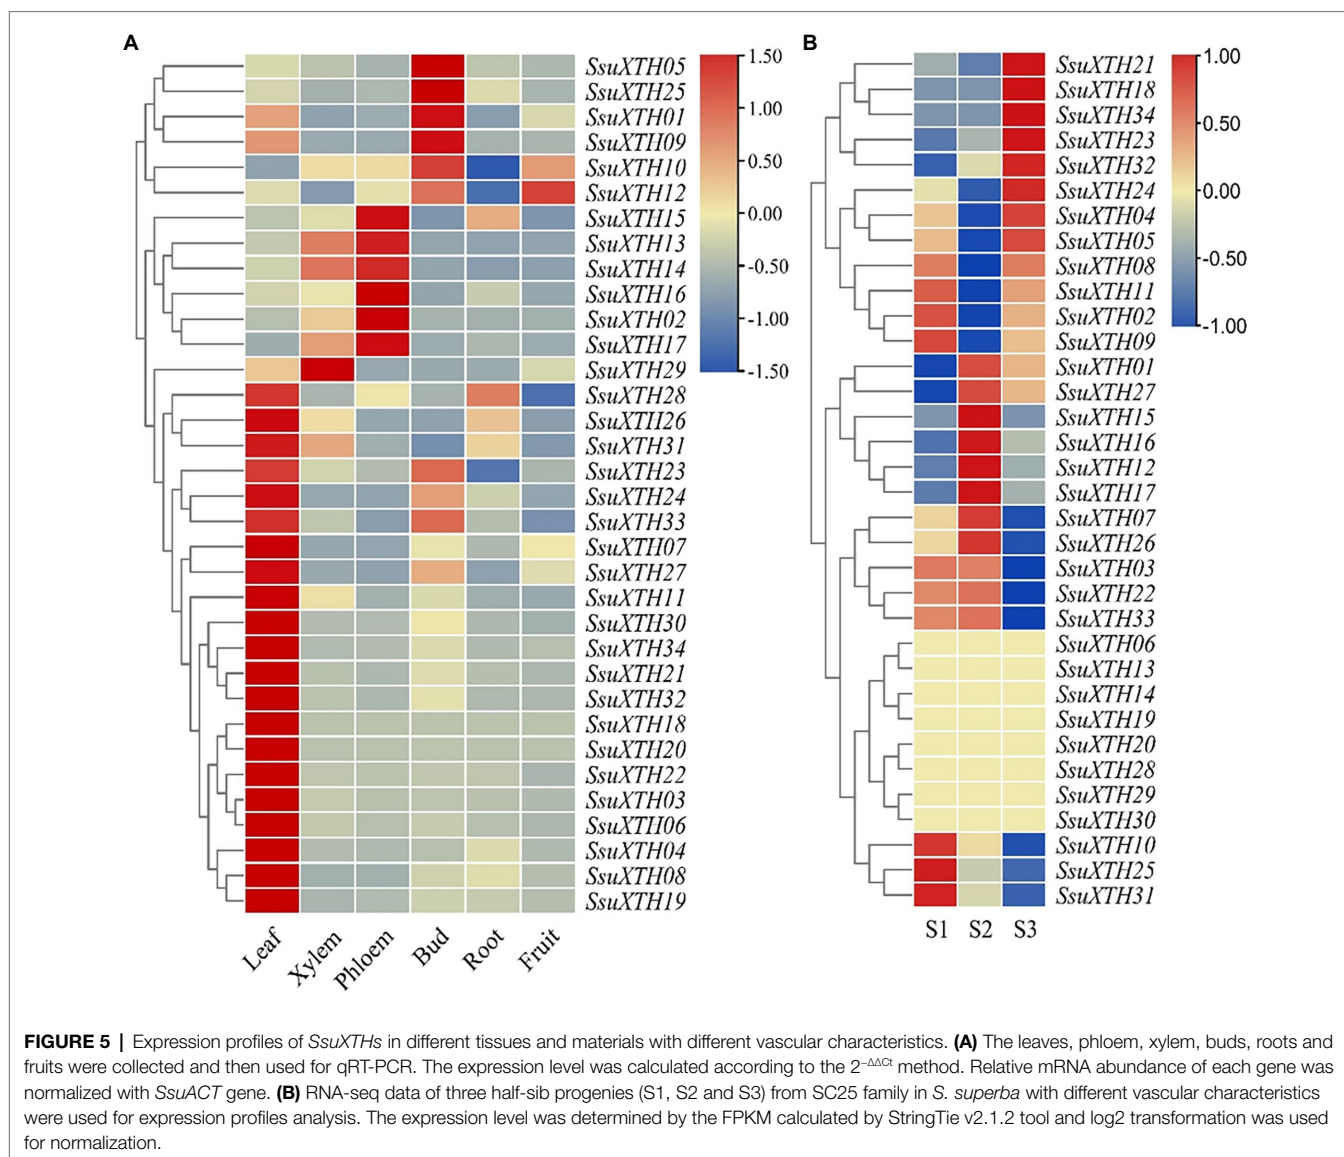 A
SsuXTH05
SsuXTH25
SsuXTH01
SsuXTH09
SsuXTH10
SsuXTH12
SsuXTH15
SsuXTH13
SsuXTH14
SsuXTH16
SsuXTH02
SsuXTH17
SsuXTH29
SsuXTH28
SsuXTH26
SsuXTH31
SsuXTH23
SsuXTH24
SsuXTH33
SsuXTH07
SsuXTH27
SsuXTH11
SsuXTH30
SsuXTH34
SsuXTH21
SsuXTH32
SsuXTH18
SsuXTH20
SsuXTH22
SsuXTH03
SsuXTH06
SsuXTH04
SsuXTH08
SsuXTH19
Leaf
Xylem
Phloem
Bud
Root
Fruit
1.50
1.00
0.50
0.00
-0.50
-1.00
-1.50
B
SsuXTH21
SsuXTH18
SsuXTH34
SsuXTH23
SsuXTH32
SsuXTH24
SsuXTH04
SsuXTH05
SsuXTH08
SsuXTH11
SsuXTH02
SsuXTH09
SsuXTH01
SsuXTH27
SsuXTH15
SsuXTH16
SsuXTH12
SsuXTH17
SsuXTH07
SsuXTH26
SsuXTH03
SsuXTH22
SsuXTH33
SsuXTH06
SsuXTH13
SsuXTH14
SsuXTH19
SsuXTH20
SsuXTH28
SsuXTH29
SsuXTH30
SsuXTH10
SsuXTH25
SsuXTH31
S1 S2 S3
1.00
0.50
0.00
-0.50
-1.00
FIGURE 5 | Expression profiles of SsuXTHs in different tissues and materials with different vascular characteristics. (A) The leaves, phloem, xylem, buds, roots and
fruits were collected and then used for qRT-PCR. The expression level was calculated according to the 2−ΔΔCt method. Relative mRNA abundance of each gene was
normalized with SsuACT gene. (B) RNA-seq data of three half-sib progenies (S1, S2 and S3) from SC25 family in S. superba with different vascular characteristics
were used for expression profiles analysis. The expression level was determined by the FPKM calculated by StringTie v2.1.2 tool and log2 transformation was used
for normalization.